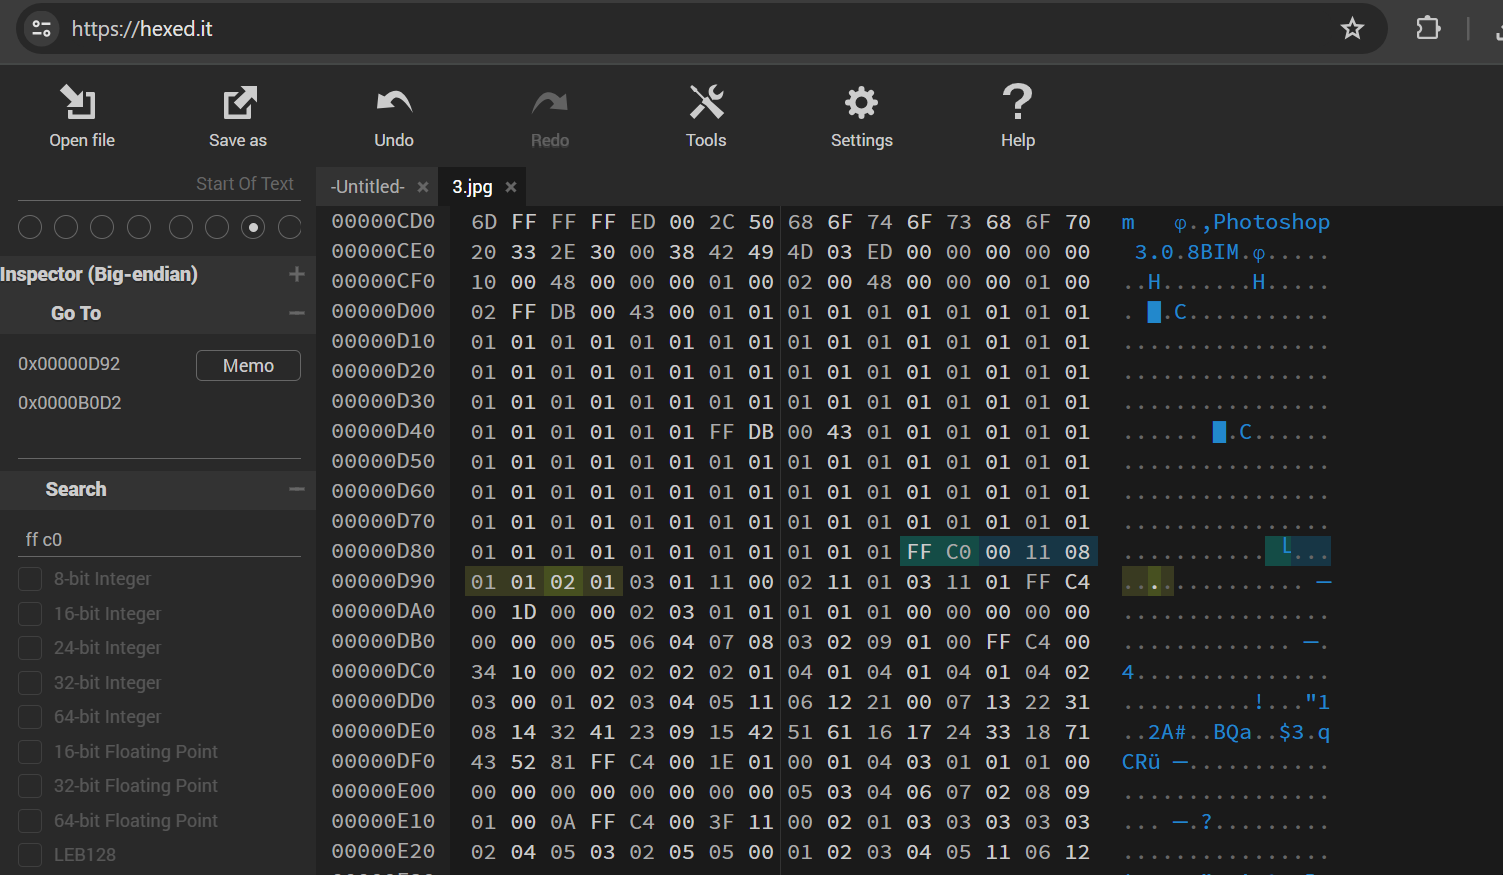 https://hexed.it
Open file
Save as
Undo
Redo
Tools
Settings
Help
Start Of Text
-Untitled- ×
3.jpg ×
Inspector (Big-endian) +
Go To −
0x00000D92
Memo
0x0000B0D2
Search −
ff c0
8-bit Integer
16-bit Integer
24-bit Integer
32-bit Integer
64-bit Integer
16-bit Floating Point
32-bit Floating Point
64-bit Floating Point
LEB128
00000CD0 6D FF FF FF ED 00 2C 50 68 6F 74 6F 73 68 6F 70 m φ.,Photoshop
00000CE0 20 33 2E 30 00 38 42 49 4D 03 ED 00 00 00 00 00 3.0.8BIM.φ.....
00000CF0 10 00 48 00 00 00 01 00 02 00 48 00 00 00 01 00 ..H.......H.....
00000D00 02 FF DB 00 43 00 01 01 01 01 01 01 01 01 01 01 . █.C...........
00000D10 01 01 01 01 01 01 01 01 01 01 01 01 01 01 01 01 ................
00000D20 01 01 01 01 01 01 01 01 01 01 01 01 01 01 01 01 ................
00000D30 01 01 01 01 01 01 01 01 01 01 01 01 01 01 01 01 ................
00000D40 01 01 01 01 01 01 FF DB 00 43 01 01 01 01 01 01 ...... █.C......
00000D50 01 01 01 01 01 01 01 01 01 01 01 01 01 01 01 01 ................
00000D60 01 01 01 01 01 01 01 01 01 01 01 01 01 01 01 01 ................
00000D70 01 01 01 01 01 01 01 01 01 01 01 01 01 01 01 01 ................
00000D80 01 01 01 01 01 01 01 01 01 01 01 FF C0 00 11 08 ........... └...
00000D90 01 01 02 01 03 01 11 00 02 11 01 03 11 01 FF C4 .............. ─
00000DA0 00 1D 00 00 02 03 01 01 01 01 01 00 00 00 00 00 ................
00000DB0 00 00 00 05 06 04 07 08 03 02 09 01 00 FF C4 00 ............. ─.
00000DC0 34 10 00 02 02 02 02 01 04 01 04 01 04 01 04 02 4...............
00000DD0 03 00 01 02 03 04 05 11 06 12 21 00 07 13 22 31 ..........!..."1
00000DE0 08 14 32 41 23 09 15 42 51 61 16 17 24 33 18 71 ..2A#..BQa..$3.q
00000DF0 43 52 81 FF C4 00 1E 01 00 01 04 03 01 01 01 00 CRü ─...........
00000E00 00 00 00 00 00 00 00 00 05 03 04 06 07 02 08 09 ................
00000E10 01 00 0A FF C4 00 3F 11 00 02 01 03 03 03 03 03 ... ─.?.........
00000E20 02 04 05 03 02 05 05 00 01 02 03 04 05 11 06 12 ................